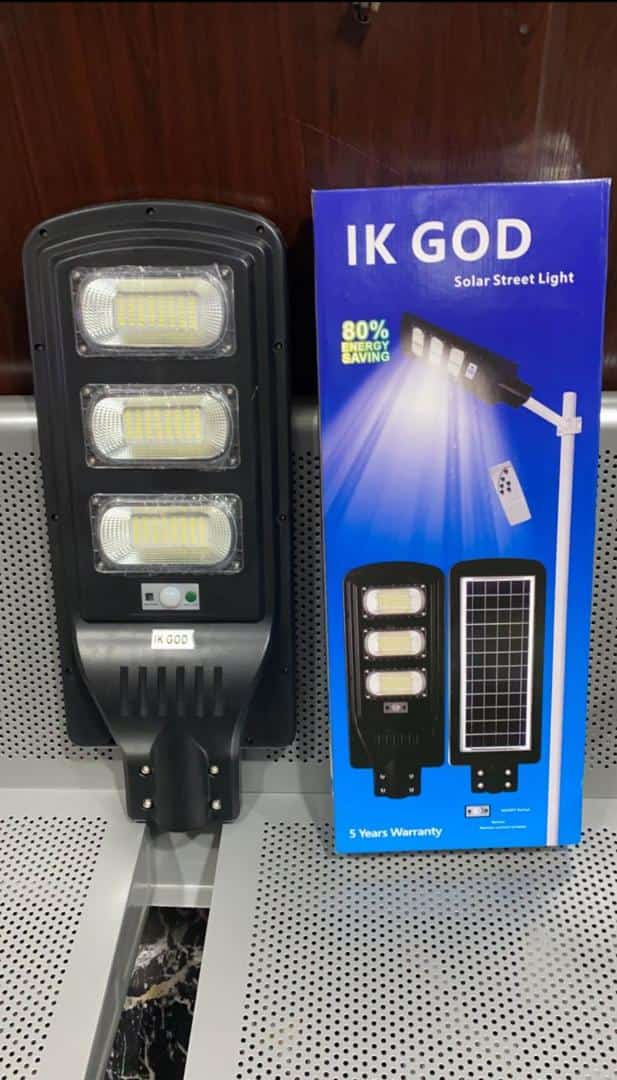 IK GOD
Solar Street Light
80%
ENERGY
SAVING
IK GOD
5 Years Warranty